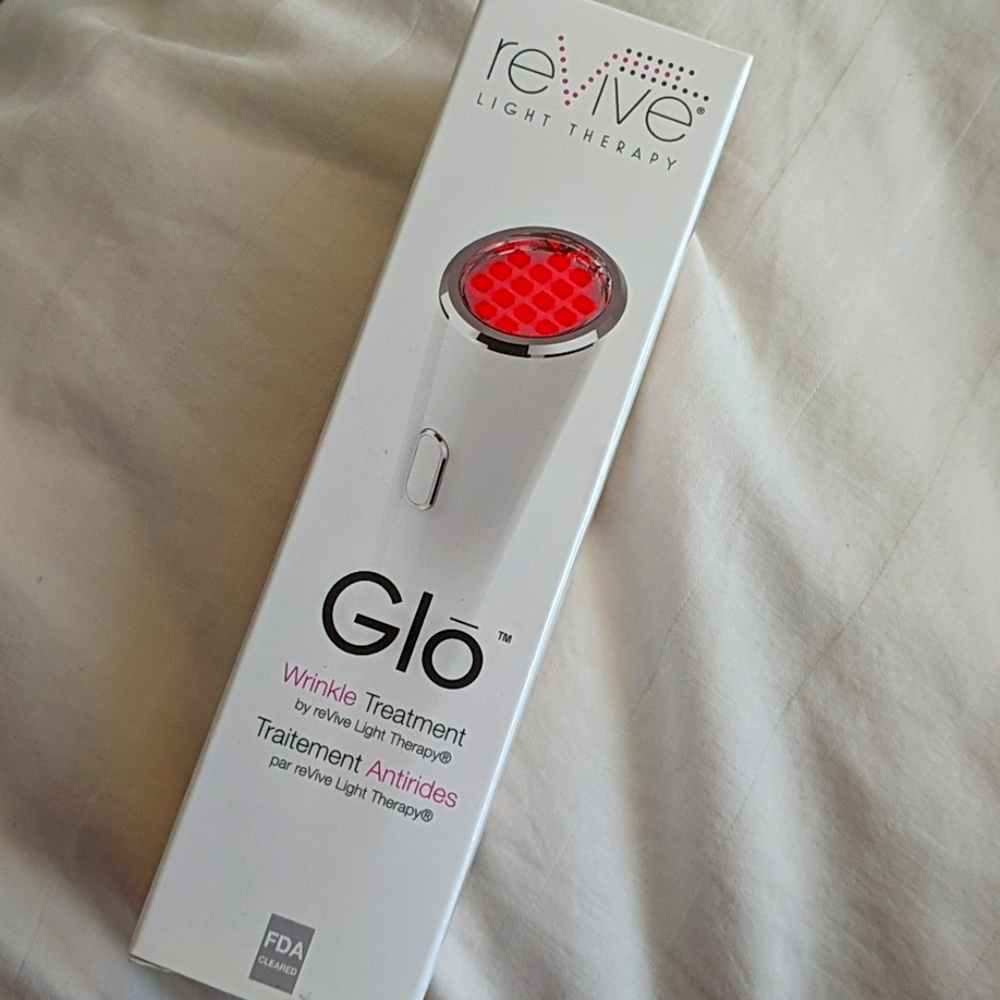 reVive®
LIGHT THERAPY
Glō™
Wrinkle Treatment
by reVive Light Therapy®
Traitement Antirides
par reVive Light Therapy®
FDA
CLEARED